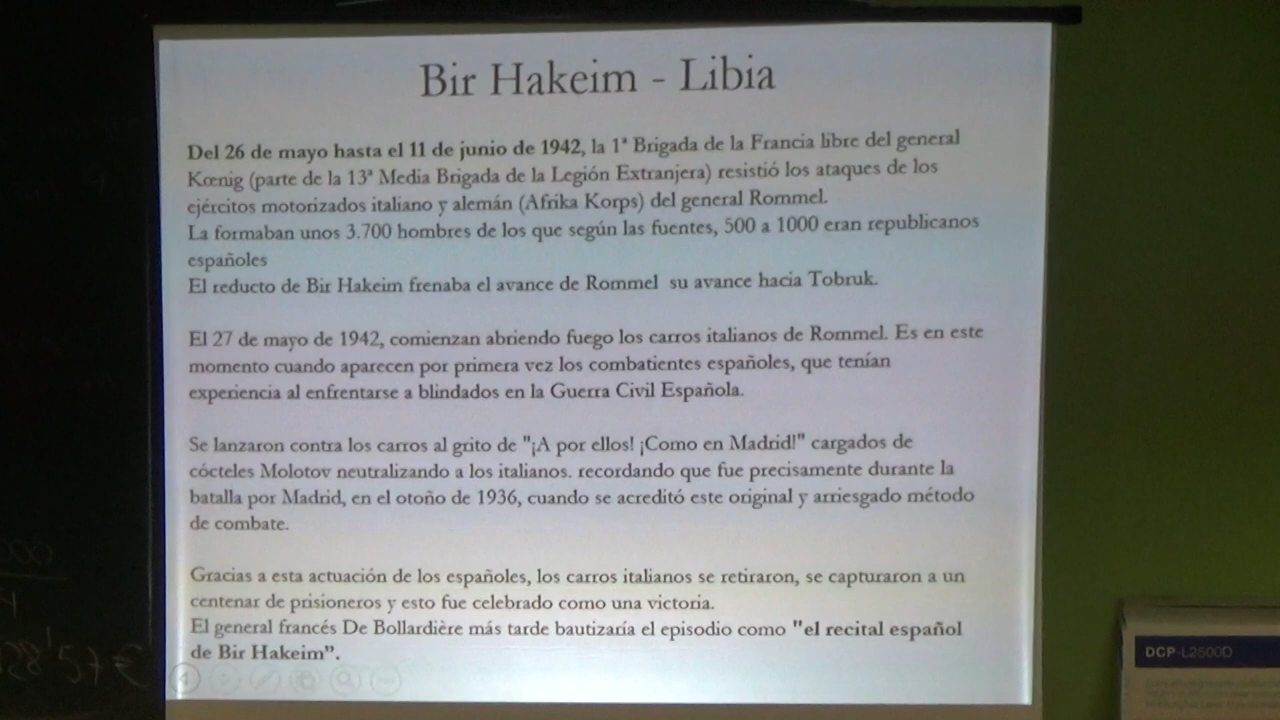 Bir Hakeim - Libia
Del 26 de mayo hasta el 11 de junio de 1942, la 1ª Brigada de la Francia libre del general
Kœnig (parte de la 13ª Media Brigada de la Legión Extranjera) resistió los ataques de los
ejércitos motorizados italiano y alemán (Afrika Korps) del general Rommel.
La formaban unos 3.700 hombres de los que según las fuentes, 500 a 1000 eran republicanos
españoles
El reducto de Bir Hakeim frenaba el avance de Rommel su avance hacia Tobruk.
El 27 de mayo de 1942, comienzan abriendo fuego los carros italianos de Rommel. Es en este
momento cuando aparecen por primera vez los combatientes españoles, que tenían
experiencia al enfrentarse a blindados en la Guerra Civil Española.
Se lanzaron contra los carros al grito de "¡A por ellos! ¡Como en Madrid!" cargados de
cócteles Molotov neutralizando a los italianos. recordando que fue precisamente durante la
batalla por Madrid, en el otoño de 1936, cuando se acreditó este original y arriesgado método
de combate.
Gracias a esta actuación de los españoles, los carros italianos se retiraron, se capturaron a un
centenar de prisioneros y esto fue celebrado como una victoria.
El general francés De Bollardière más tarde bautizaría el episodio como "el recital español
de Bir Hakeim”.
28'57 €
DCP-L2500D